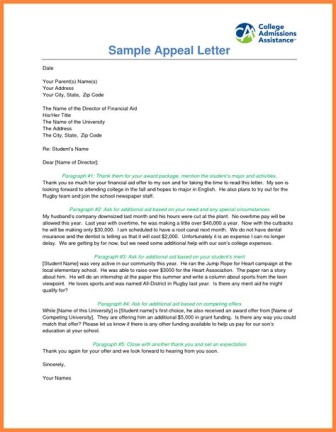 College
Admissions
Assistance™
Sample Appeal Letter
Date
Your Parent(s) Name(s)
Your Address
Your City, State, Zip Code
The Name of the Director of Financial Aid
His/Her Title
The Name of the University
The Address
The City, State, Zip Code
Re: Student's Name
Dear [Name of Director]:
Paragraph #1: Thank them for your award package, mention the student's major and activities.
Thank you so much for your financial aid offer to my son and for taking the time to read this letter. My son is
looking forward to attending college in the fall and hopes to major in English. He also plans to try out for the
Rugby team and join the school newspaper staff.
Paragraph #2: Ask for additional aid based on your need and any special circumstances
My husband's company downsized last month and his hours were cut at the plant. No overtime pay will be
allowed this year. Last year with overtime, he was making a little over $40,000 a year. Now with the cutbacks
he will be making only $30,000. I am scheduled to have a root canal next month. We do not have dental
insurance and the dentist is telling us that it will cost $2,000. Unfortunately it is an expense I can no longer
delay. We are getting by for now, but we need some additional help with our son's college expenses.
Paragraph #3: Ask for additional aid based on your student's merit
[Student Name] was very active in our community this year. He ran the Jump Rope for Heart campaign at the
local elementary school. He was able to raise over $3000 for the Heart Association. The paper ran a story
about him. He will do an internship at the paper this summer and write a column about sports from the teen
viewpoint. He loves sports and was named All-District in Rugby last year. Is there any merit aid he might
qualify for?
Paragraph #4: Ask for additional aid based on competing offers
While [Name of this University] is [Student name's] first choice, he also received an award offer from [Name of
Competing University]. They are offering him an additional $5,000 in grant funding. Is there any way you could
match that offer? Please let us know if there is any other funding available to help us pay for our son's
education at your school.
Paragraph #5: Close with another thank you and set an expectation
Thank you again for your offer and we look forward to hearing from you soon.
Sincerely,
Your Names